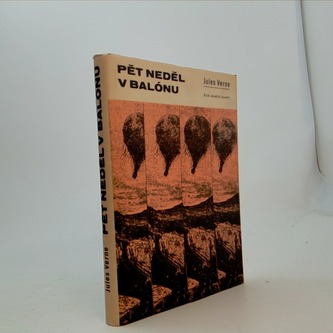 PĚT NEDĚL
V BALÓNU
Jules Verne
Jules Verne PĚT NEDĚL V BALÓNU